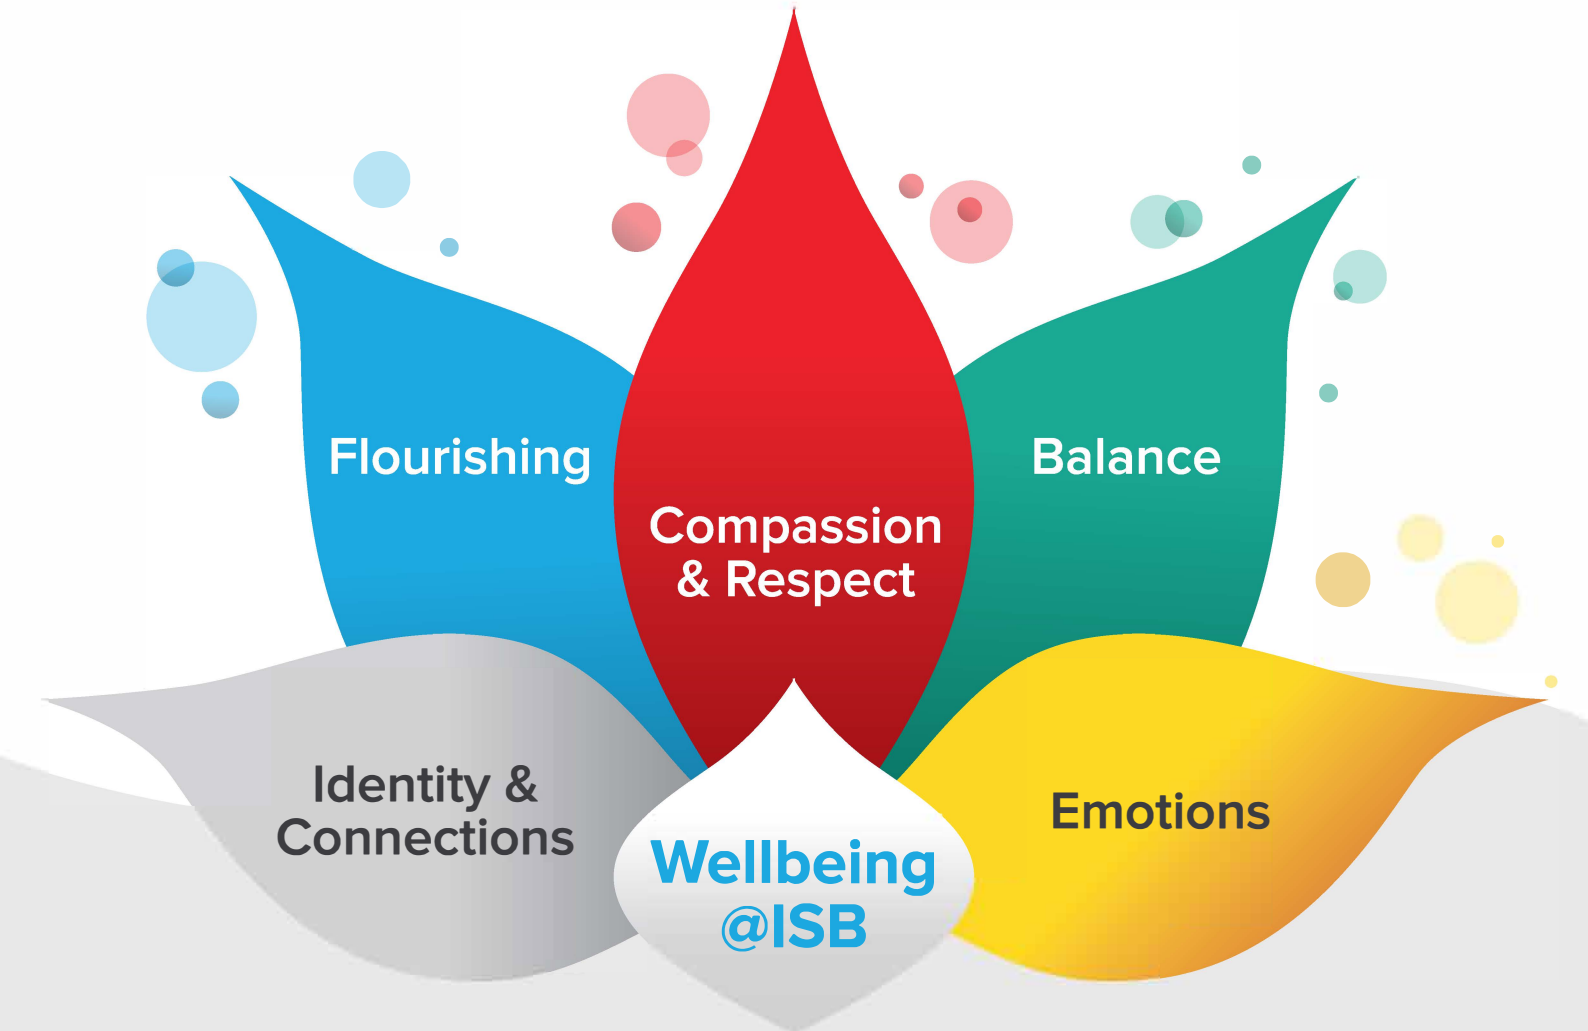 Flourishing
Compassion
& Respect
Balance
Identity &
Connections
Emotions
Wellbeing
@ISB